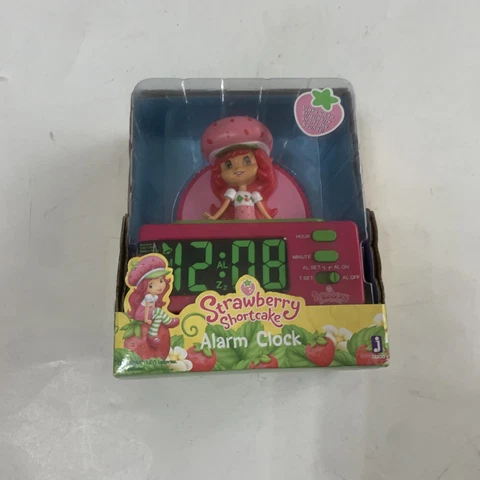 HOUR
12:08
AL
Zz
MINUTE
AL SET
AL ON
T.SET
AL OFF
Strawberry
Shortcake
Alarm Clock